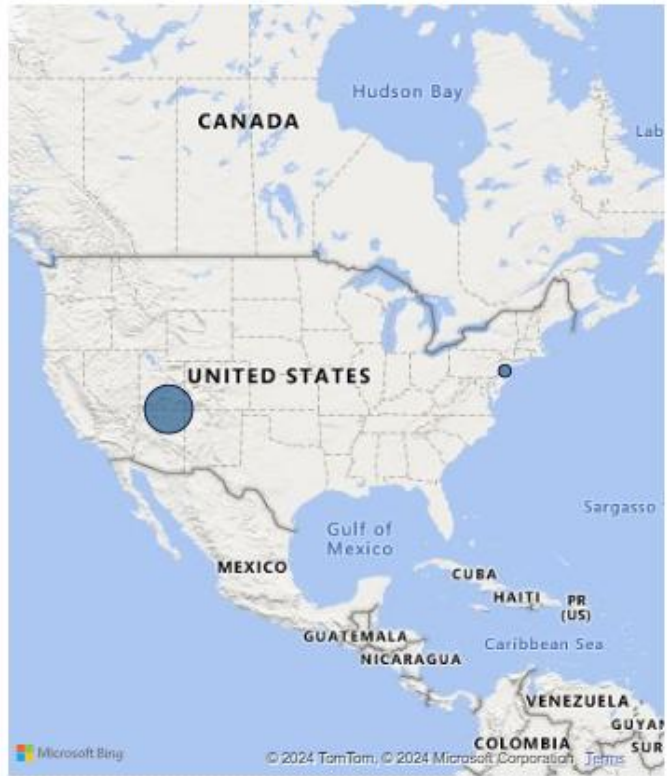 Hudson Bay
CANADA
Lab
UNITED STATES
Sargasso
Gulf of
Mexico
MEXICO
CUBA
HAITI
PR
(US)
GUATEMALA
Caribbean Sea
NICARAGUA
VENEZUELA
GUYAN
COLOMBIA
SUR
Microsoft Bing
© 2024 TomTom, © 2024 Microsoft Corporation Terms